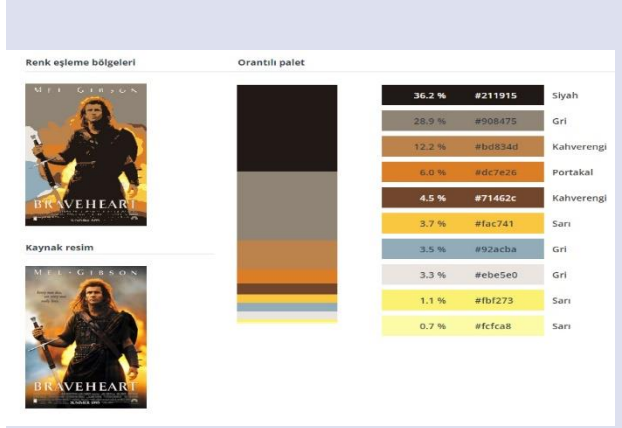 Renk eşleme bölgeleri
Orantılı palet
MEL GIBSON
BRAVEHEART
Kaynak resim
MEL GIBSON
BRAVEHEART
36.2 % #211915 Siyah
28.9 % #908475 Gri
12.2 % #bd834d Kahverengi
6.0 % #dc7e26 Portakal
4.5 % #71462c Kahverengi
3.7 % #fac741 Sarı
3.5 % #92acba Gri
3.3 % #ebe5e0 Gri
1.1 % #fbf273 Sarı
0.7 % #fcfca8 Sarı